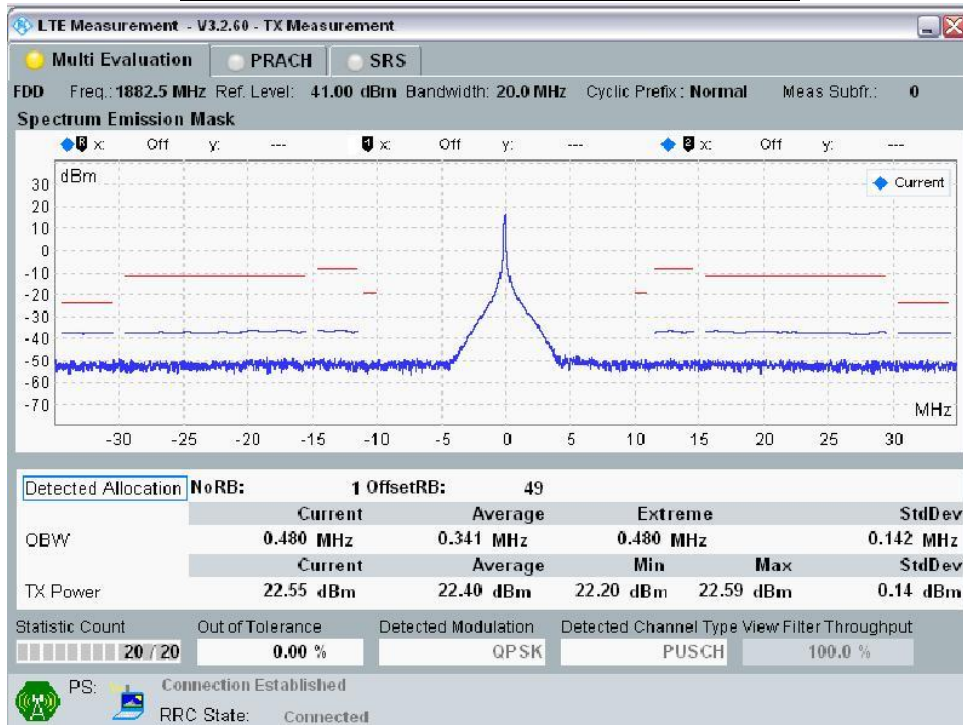 LTE Measurement - V3.2.60 - TX Measurement
Multi Evaluation PRACH SRS
FDD Freq.: 1882.5 MHz Ref. Level: 41.00 dBm Bandwidth: 20.0 MHz Cyclic Prefix: Normal Meas Subfr.: 0
Spectrum Emission Mask
R x: Off y: --- 1 x: Off y: --- 2 x: Off y: ---
dBm
Current
30
20
10
0
-10
-20
-30
-40
-50
-60
-70
MHz
-30 -25 -20 -15 -10 -5 0 5 10 15 20 25 30
Detected Allocation NoRB: 1 OffsetRB: 49
Current Average Extreme StdDev
OBW 0.480 MHz 0.341 MHz 0.480 MHz 0.142 MHz
Current Average Min Max StdDev
TX Power 22.55 dBm 22.40 dBm 22.20 dBm 22.59 dBm 0.14 dBm
Statistic Count Out of Tolerance Detected Modulation Detected Channel Type View Filter Throughput
20 / 20 0.00 % QPSK PUSCH 100.0 %
PS: Connection Established
RRC State: Connected